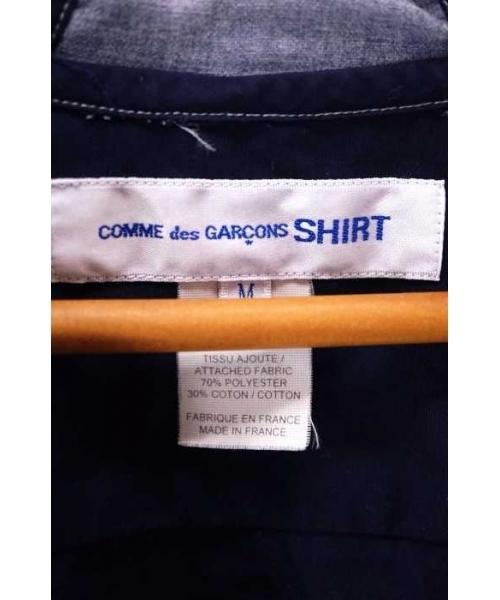 COMME des GARÇONS SHIRT
M
TISSU AJOUTE /
ATTACHED FABRIC
70% POLYESTER
30% COTON / COTTON
FABRIQUE EN FRANCE
MADE IN FRANCE